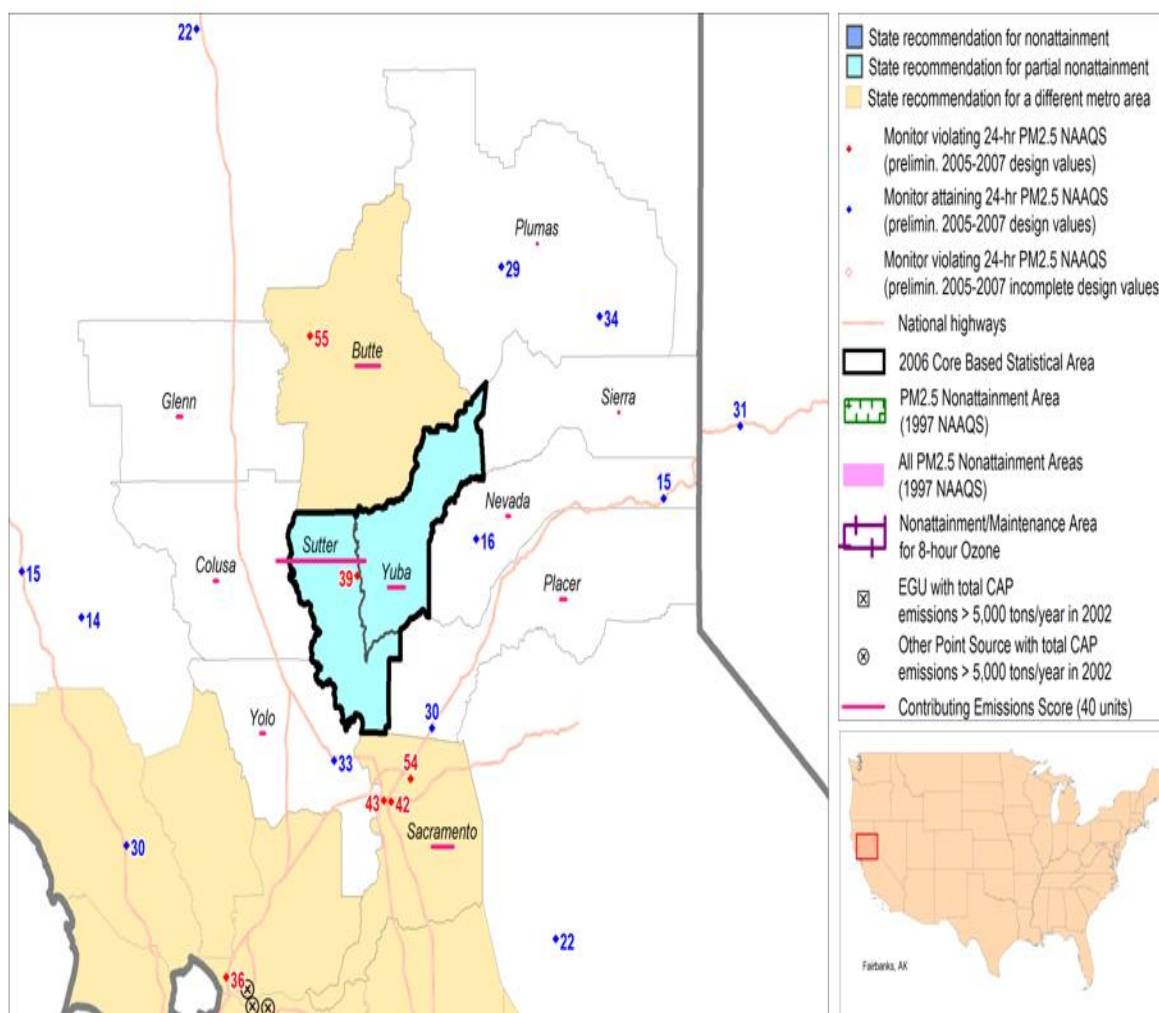 22
Plumas
29
34
55
Butte
Glenn
Sierra
31
15
Nevada
16
Sutter
Colusa
39
Yuba
Placer
15
14
Yolo
30
33
54
43
42
Sacramento
30
22
36
State recommendation for nonattainment
State recommendation for partial nonattainment
State recommendation for a different metro area
Monitor violating 24-hr PM2.5 NAAQS
(prelimin. 2005-2007 design values)
Monitor attaining 24-hr PM2.5 NAAQS
(prelimin. 2005-2007 design values)
Monitor violating 24-hr PM2.5 NAAQS
(prelimin. 2005-2007 incomplete design values
National highways
2006 Core Based Statistical Area
PM2.5 Nonattainment Area
(1997 NAAQS)
All PM2.5 Nonattainment Areas
(1997 NAAQS)
Nonattainment/Maintenance Area
for 8-hour Ozone
EGU with total CAP
emissions > 5,000 tons/year in 2002
Other Point Source with total CAP
emissions > 5,000 tons/year in 2002
Contributing Emissions Score (40 units)
Fairbanks, AK